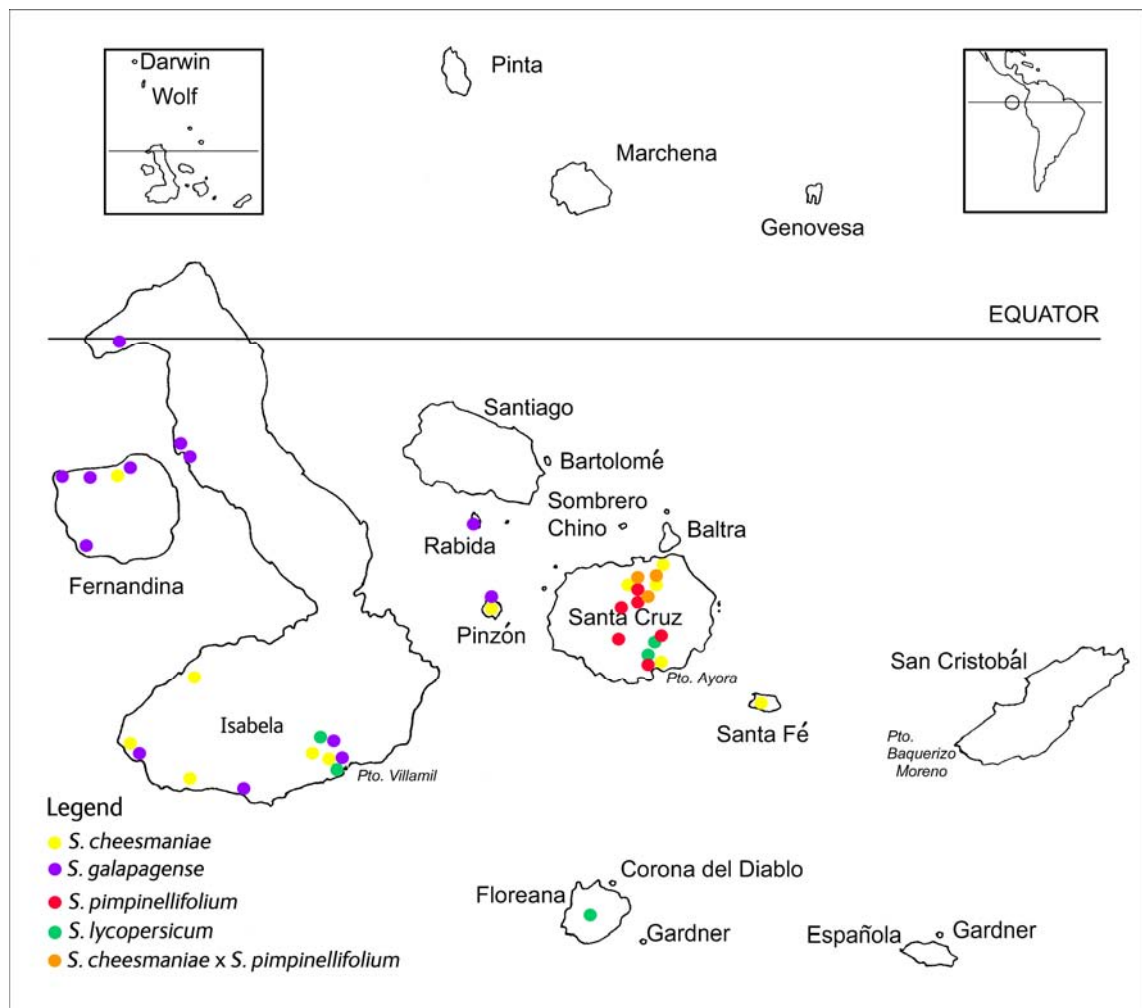 Darwin
Wolf
Pinta
Marchena
Genovesa
EQUATOR
Santiago
Bartolomé
Sombrero
Chino
Baltra
Rabida
Fernandina
Pinzón
Santa Cruz
Pto. Ayora
San Cristobál
Santa Fé
Isabela
Pto. Villamil
Pto.
Baquerizo
Moreno
Legend
S. cheesmaniae
S. galapagense
S. pimpinellifolium
S. lycopersicum
S. cheesmaniae x S. pimpinellifolium
Corona del Diablo
Floreana
Gardner
Española
Gardner